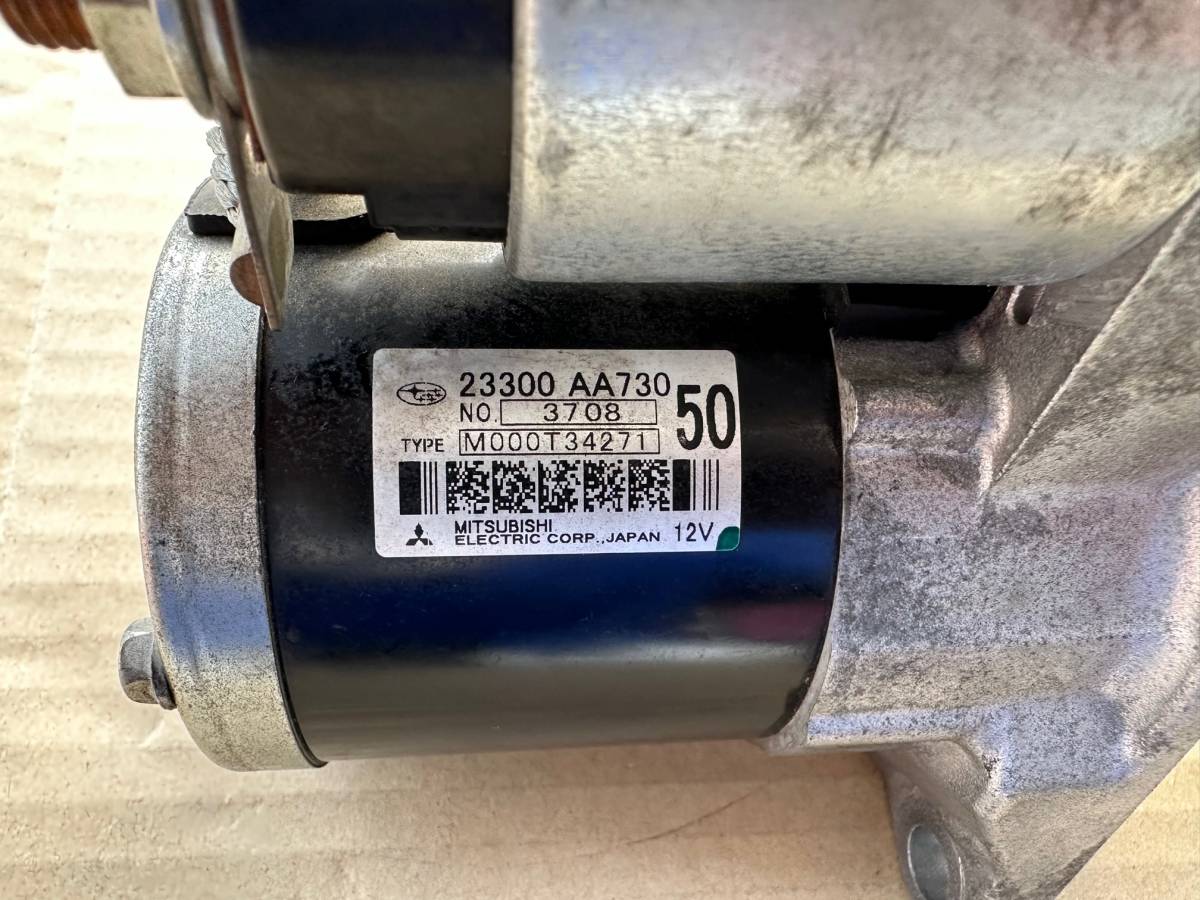 23300 AA730
NO. 3708
50
TYPE M000T34271
MITSUBISHI
ELECTRIC CORP.,JAPAN 12V